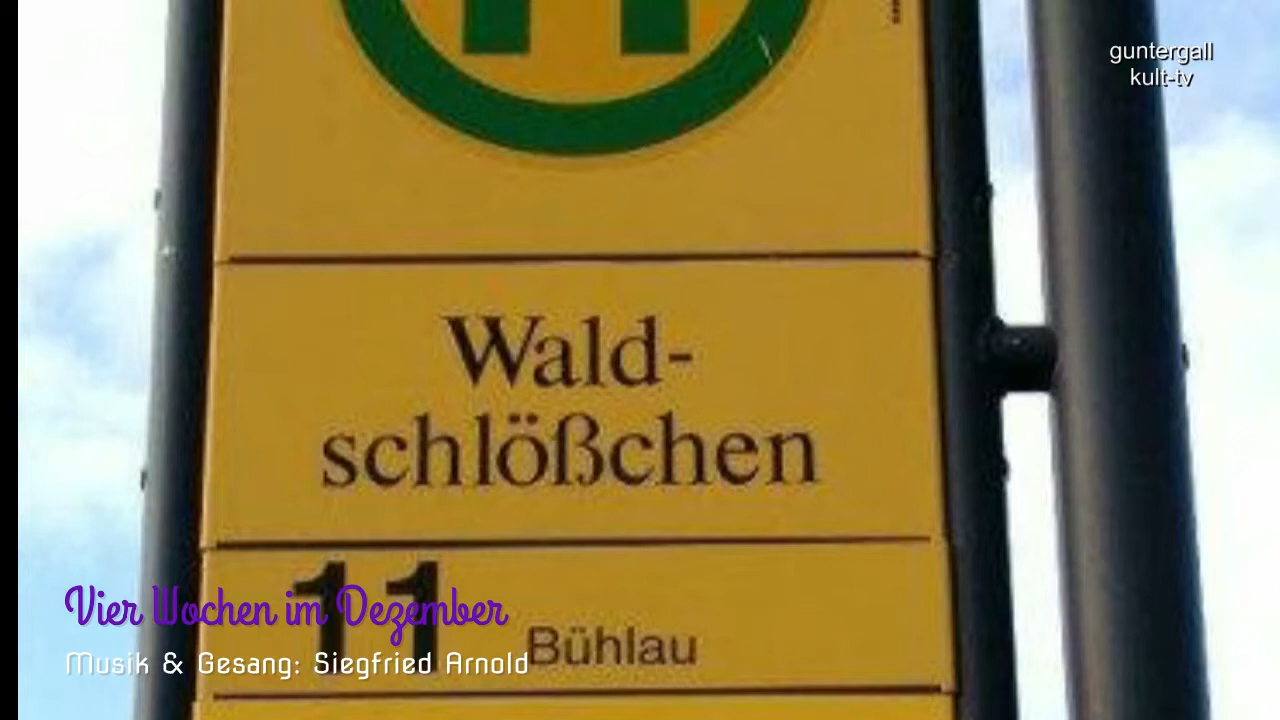 guntergall
kult-tv
H
Wald-
schlößchen
11 Bühlau
Vier Wochen im Dezember
Musik & Gesang: Siegfried Arnold